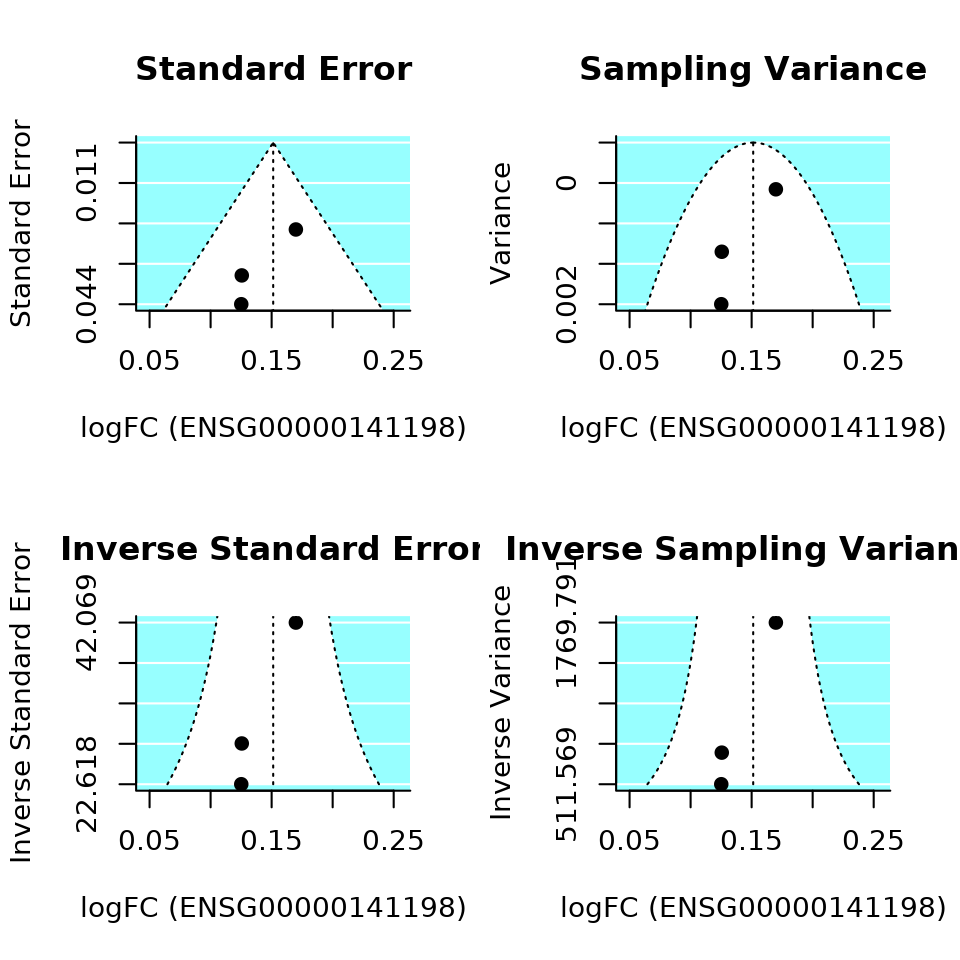 Standard Error
Standard Error
0.011
0.044
0.05 0.15 0.25
logFC (ENSG00000141198)
Sampling Variance
Variance
0
0.002
0.05 0.15 0.25
logFC (ENSG00000141198)
Inverse Standard Error
Inverse Standard Error
42.069
22.618
0.05 0.15 0.25
logFC (ENSG00000141198)
Inverse Sampling Varian
Inverse Variance
1769.791
511.569
0.05 0.15 0.25
logFC (ENSG00000141198)